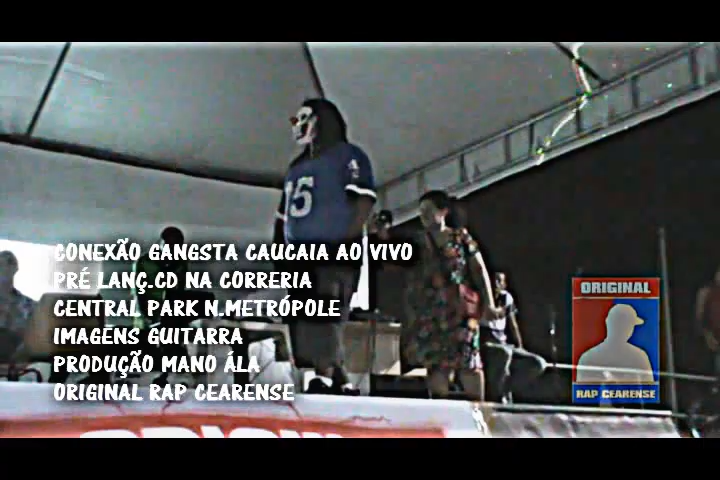 15
CONEXÃO GANGSTA CAUCAIA AO VIVO
PRÉ LANÇ.CD NA CORRERIA
CENTRAL PARK N.METRÓPOLE
IMAGENS GUITARRA
PRODUÇÃO MANO ÁLA
ORIGINAL RAP CEARENSE
ORIGINAL
RAP CEARENSE